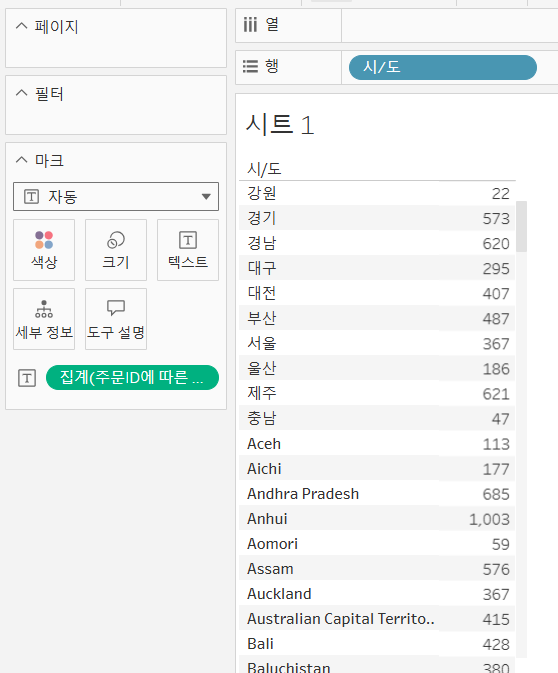 페이지
필터
마크
자동
색상
크기
텍스트
세부 정보
도구 설명
집계(주문ID에 따른 ...
열
행
시/도
시트 1
시/도
강원 22
경기 573
경남 620
대구 295
대전 407
부산 487
서울 367
울산 186
제주 621
충남 47
Aceh 113
Aichi 177
Andhra Pradesh 685
Anhui 1,003
Aomori 59
Assam 576
Auckland 367
Australian Capital Territo.. 415
Bali 428
Baluchistan 380